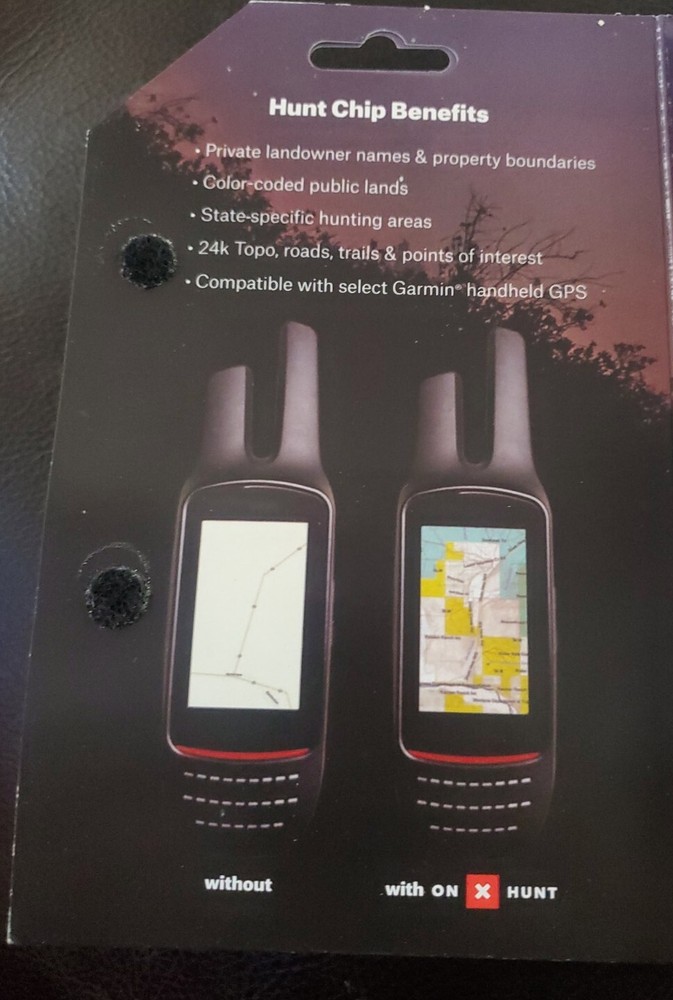 Hunt Chip Benefits
• Private landowner names & property boundaries
• Color-coded public lands
• State-specific hunting areas
• 24k Topo, roads, trails & points of interest
• Compatible with select Garmin® handheld GPS
without
with ON X HUNT